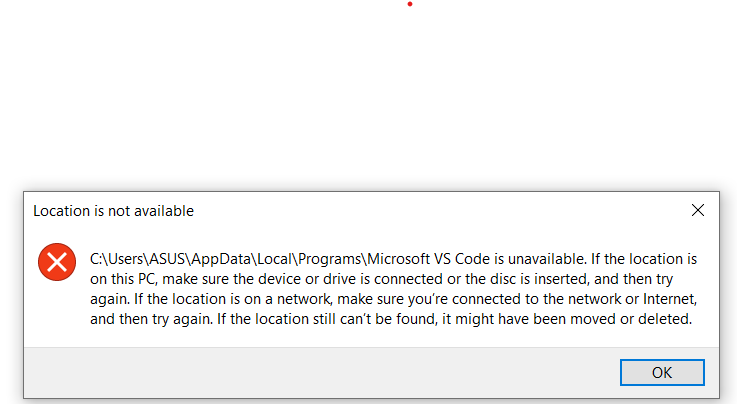 Location is not available
C:\Users\ASUS\AppData\Local\Programs\Microsoft VS Code is unavailable. If the location is
on this PC, make sure the device or drive is connected or the disc is inserted, and then try
again. If the location is on a network, make sure you’re connected to the network or Internet,
and then try again. If the location still can’t be found, it might have been moved or deleted.
OK